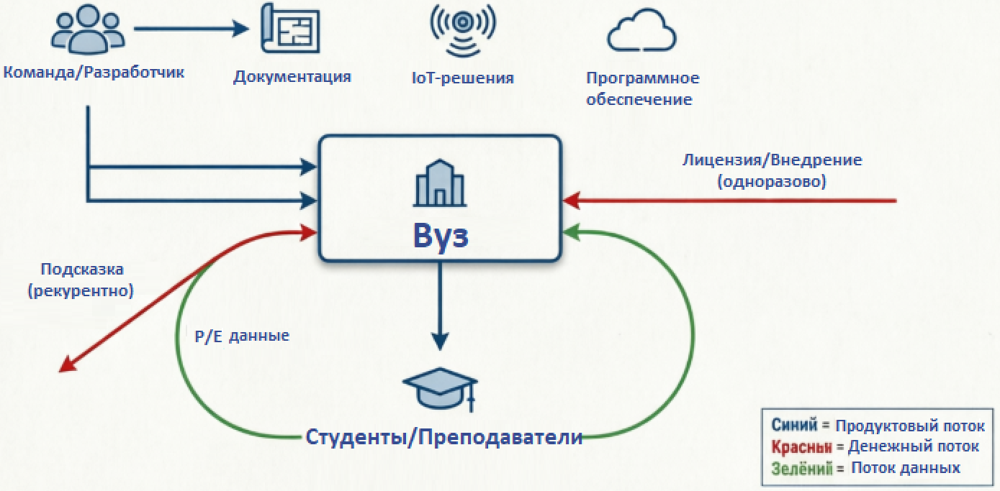 Команда/Разработчик
Документация
IoT-решения
Программное
обеспечение
Лицензия/Внедрение
(одноразово)
Вуз
Подсказка
(рекурентно)
P/E данные
Студенты/Преподаватели
Синий = Продуктовый поток
Красный = Денежный поток
Зелёний = Поток данных